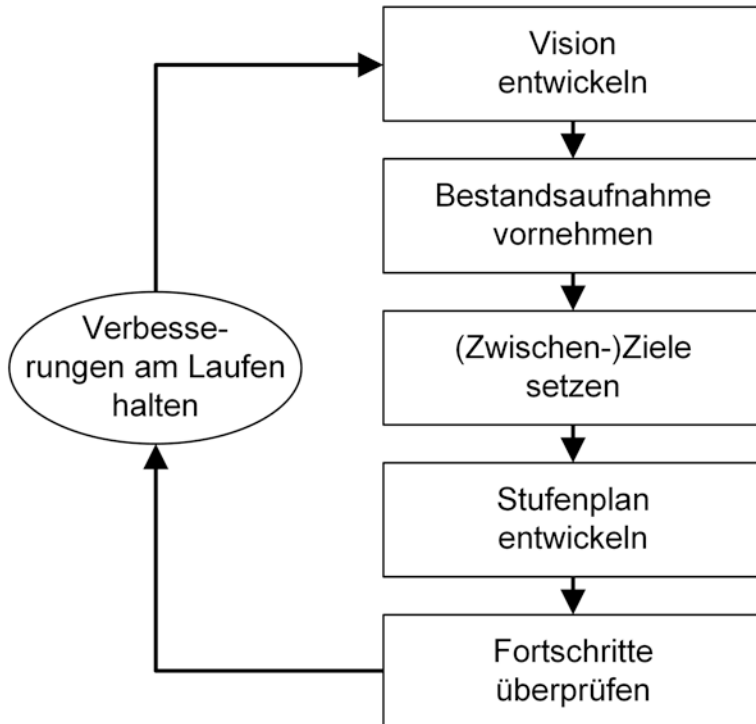 Vision
entwickeln
Bestandsaufnahme
vornehmen
(Zwischen-)Ziele
setzen
Stufenplan
entwickeln
Fortschritte
überprüfen
Verbesse-
rungen am Laufen
halten